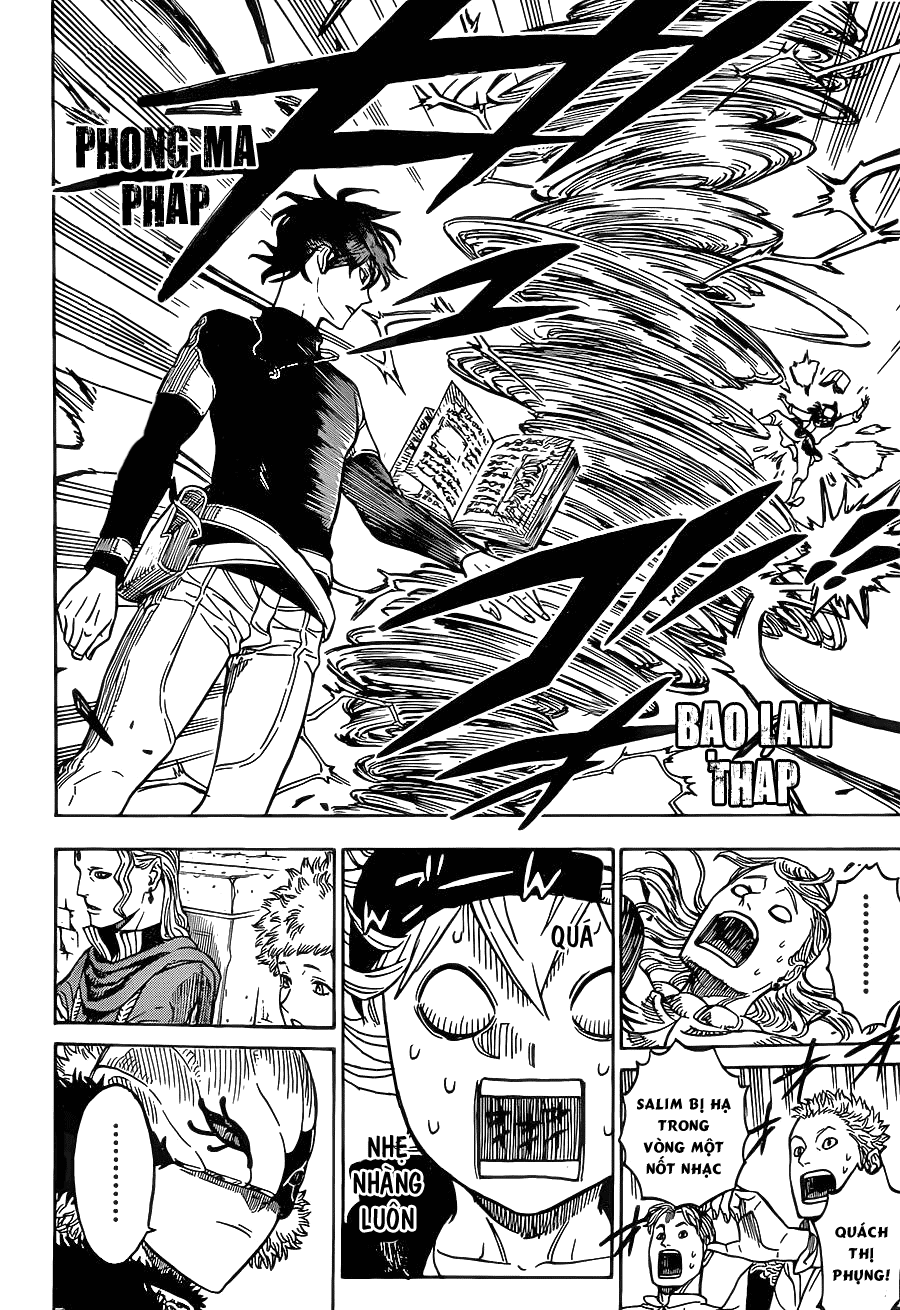 PHONG MA
PHÁP
BẠO LAM
THÁP
..........
QUÁ
NHẸ
NHÀNG
LUÔN
SALIM BỊ HẠ
TRONG
VÒNG MỘT
NỐT NHẠC
QUÁCH
THỊ
PHỤNG!
..........